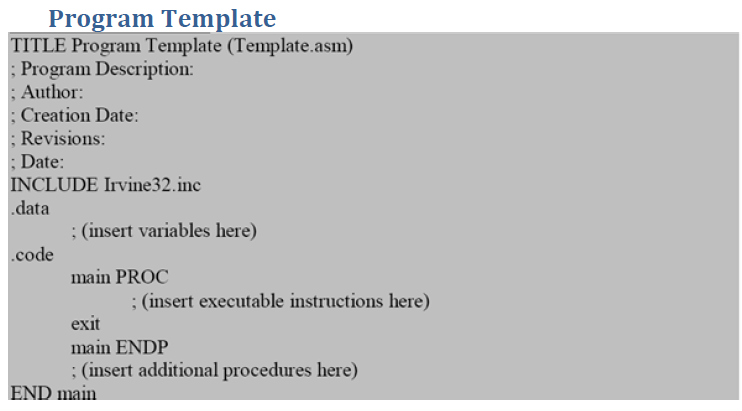 Program Template
TITLE Program Template (Template.asm)
; Program Description:
; Author:
; Creation Date:
; Revisions:
; Date:
INCLUDE Irvine32.inc
.data
; (insert variables here)
.code
main PROC
; (insert executable instructions here)
exit
main ENDP
; (insert additional procedures here)
END main